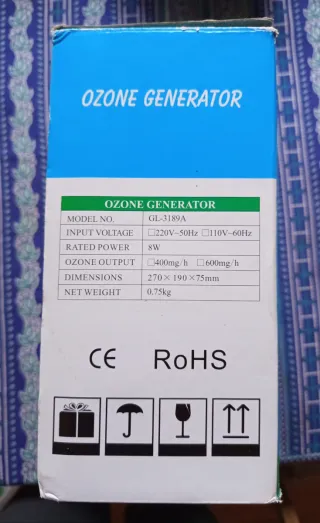 OZONE GENERATOR
OZONE GENERATOR
MODEL NO. GL-3189A
INPUT VOLTAGE □220V~50Hz □110V~60Hz
RATED POWER 8W
OZONE OUTPUT □400mg/h □600mg/h
DIMENSIONS 270×190×75mm
NET WEIGHT 0.75kg
CE RoHS